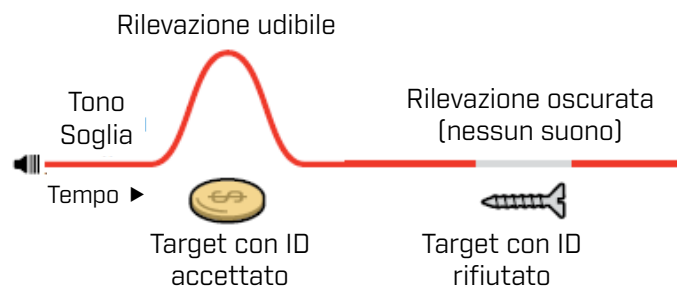 Rilevazione udibile
Tono
Soglia
Rilevazione oscurata
(nessun suono)
Tempo ▶
$
Target con ID
accettato
Target con ID
rifiutato